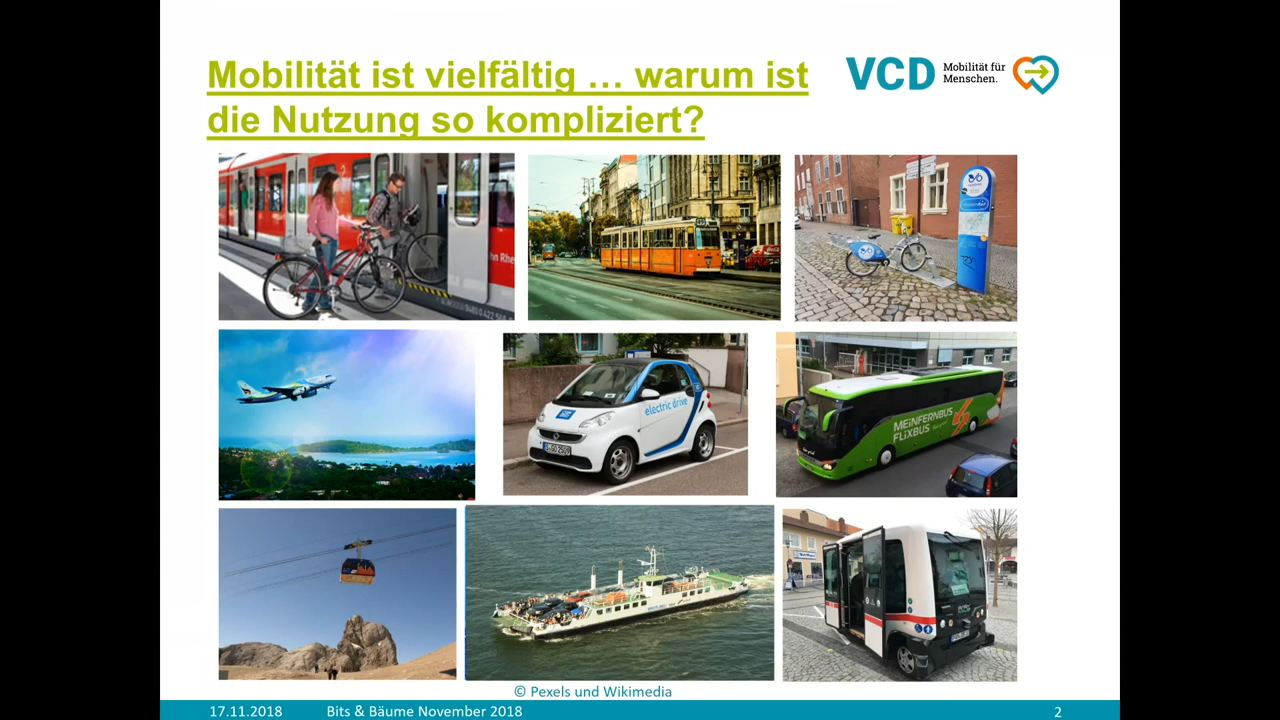 Mobilität ist vielfältig … warum ist
die Nutzung so kompliziert?
VCD
Mobilität für
Menschen.
electric drive
MEINFERNBUS
FLiXBUS
© Pexels und Wikimedia
17.11.2018
Bits & Bäume November 2018
2